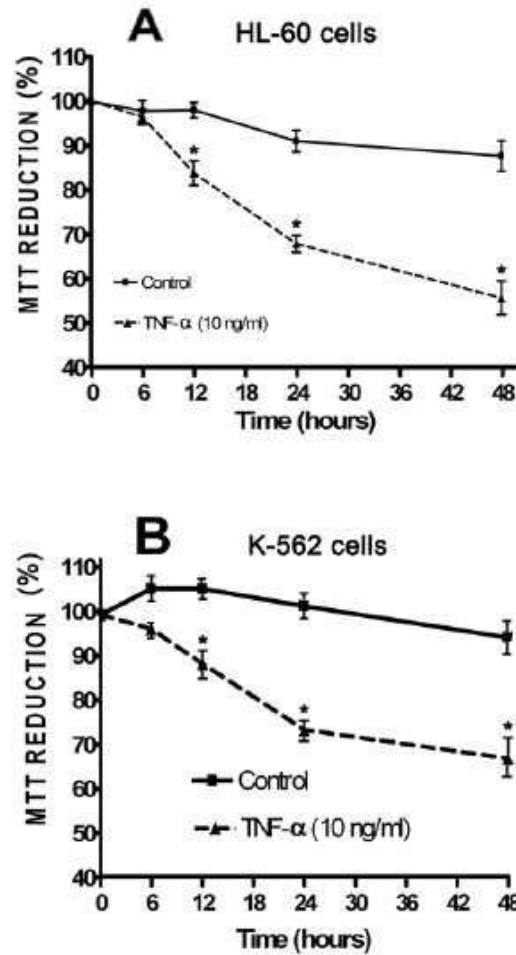 A HL-60 cells
MTT REDUCTION (%)
110
100
90
80
70
60
50
40
*
*
*
Control
TNF-α (10 ng/ml)
0 6 12 18 24 30 36 42 48
Time (hours)
B K-562 cells
MTT REDUCTION (%)
110
100
90
80
70
60
50
40
*
*
*
Control
TNF-α (10 ng/ml)
0 6 12 18 24 30 36 42 48
Time (hours)